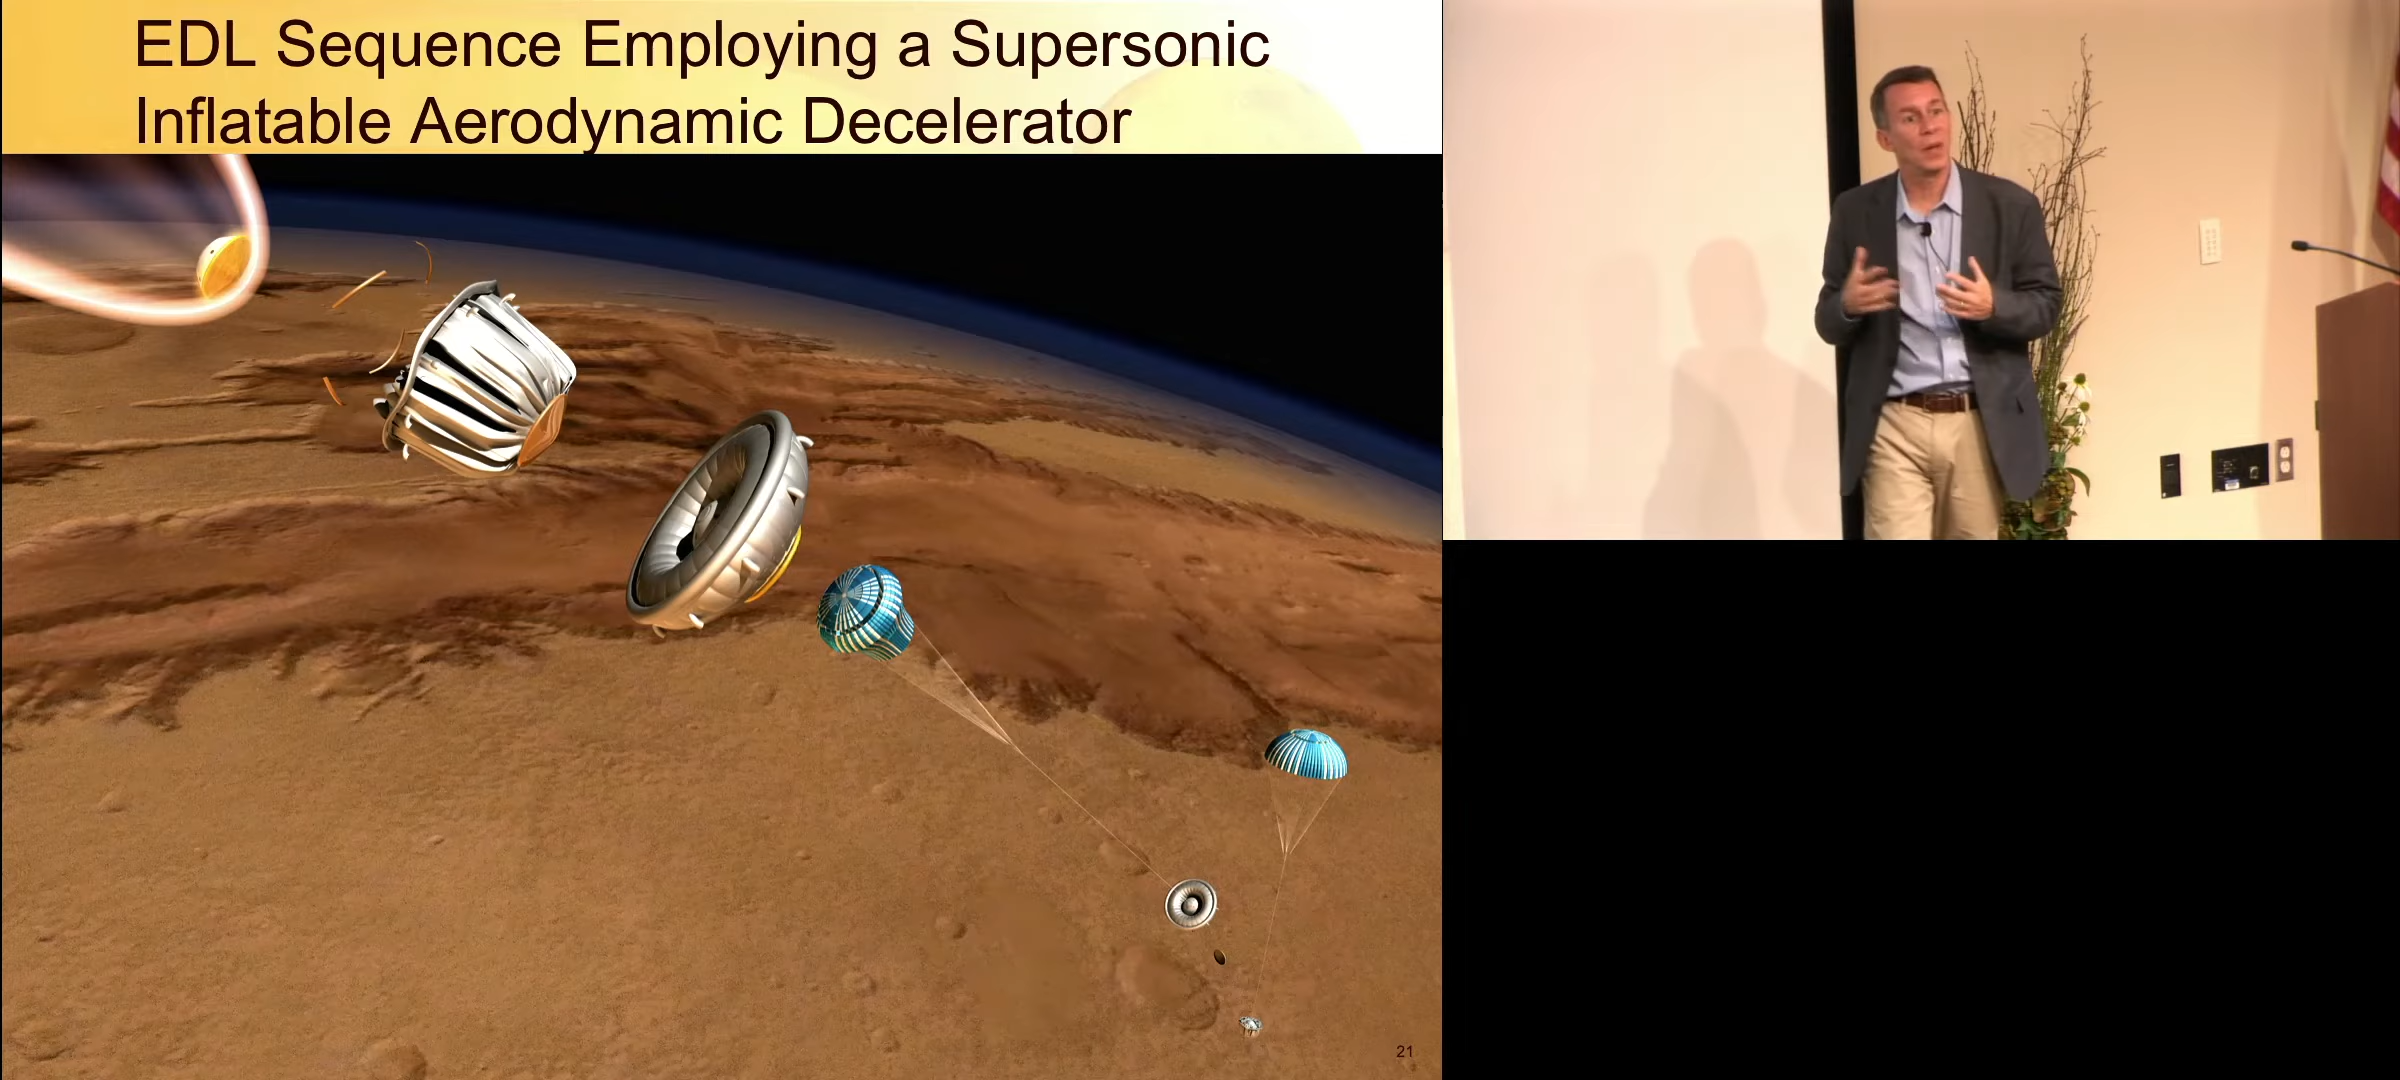 EDL Sequence Employing a Supersonic
Inflatable Aerodynamic Decelerator
21